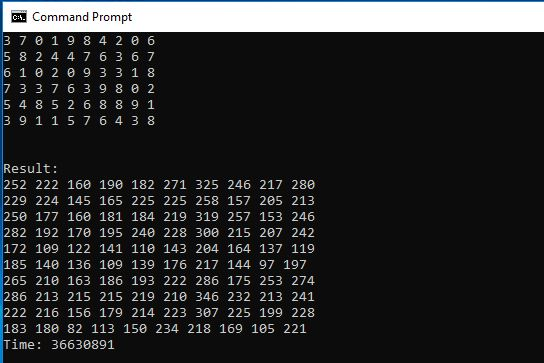 Command Prompt
3 7 0 1 9 8 4 2 0 6
5 8 2 4 4 7 6 3 6 7
6 1 0 2 0 9 3 3 1 8
7 3 3 7 6 3 9 8 0 2
5 4 8 5 2 6 8 8 9 1
3 9 1 1 5 7 6 4 3 8
Result:
252 222 160 190 182 271 325 246 217 280
229 224 145 165 225 225 258 157 205 213
250 177 160 181 184 219 319 257 153 246
282 192 170 195 240 228 300 215 207 242
172 109 122 141 110 143 204 164 137 119
185 140 136 109 139 176 217 144 97 197
265 210 163 186 193 222 286 175 253 274
286 213 215 215 219 210 346 232 213 241
222 216 156 179 214 223 307 225 199 228
183 180 82 113 150 234 218 169 105 221
Time: 36630891